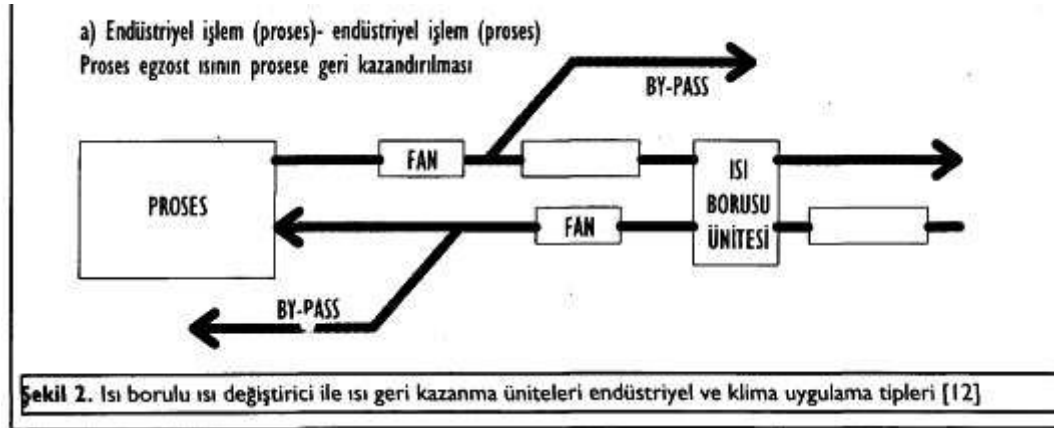 a) Endüstriyel işlem (proses)- endüstriyel işlem (proses)
Proses egzost ısının prosese geri kazandırılması
BY-PASS
FAN
PROSES
ISI
BORUSU
ÜNİTESİ
FAN
BY-PASS
Şekil 2. Isı borulu ısı değiştirici ile ısı geri kazanma üniteleri endüstriyel ve klima uygulama tipleri [12]